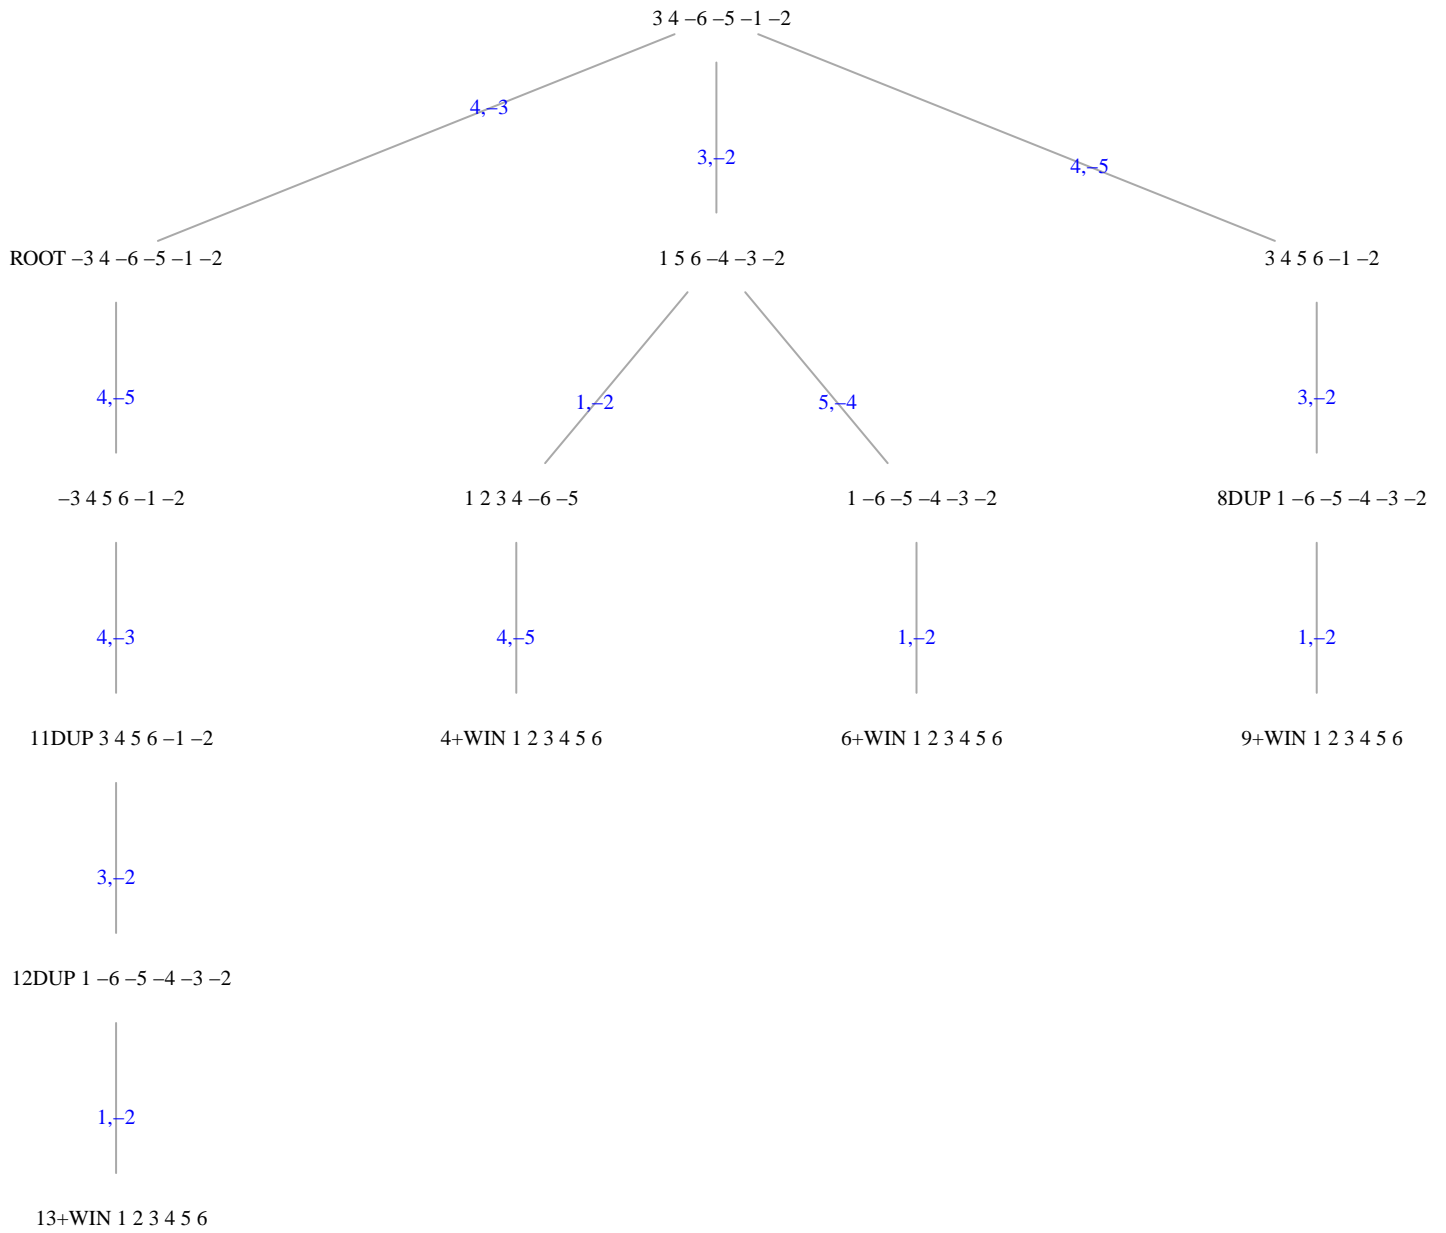 3 4 –6 –5 –1 –2
4,–3
3,–2
4,–5
ROOT –3 4 –6 –5 –1 –2
1 5 6 –4 –3 –2
3 4 5 6 –1 –2
4,–5
1,–2
5,–4
3,–2
–3 4 5 6 –1 –2
1 2 3 4 –6 –5
1 –6 –5 –4 –3 –2
8DUP 1 –6 –5 –4 –3 –2
4,–3
4,–5
1,–2
1,–2
11DUP 3 4 5 6 –1 –2
4+WIN 1 2 3 4 5 6
6+WIN 1 2 3 4 5 6
9+WIN 1 2 3 4 5 6
3,–2
12DUP 1 –6 –5 –4 –3 –2
1,–2
13+WIN 1 2 3 4 5 6